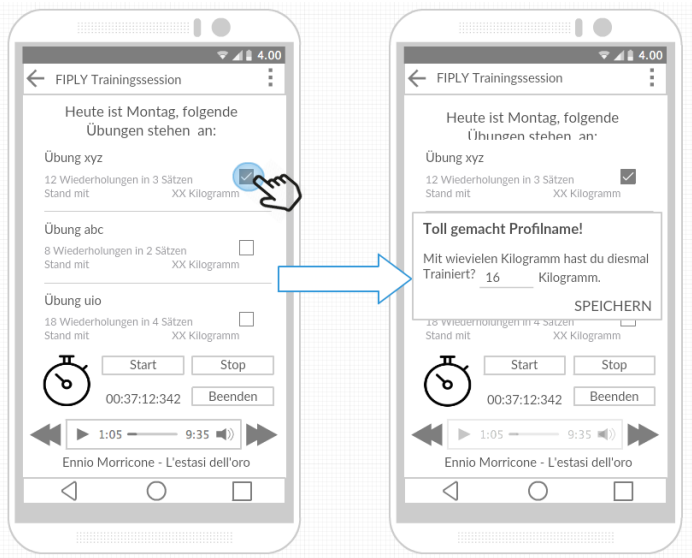 4.00
FIPLY Trainingssession
Heute ist Montag, folgende
Übungen stehen an:
Übung xyz
12 Wiederholungen in 3 Sätzen
Stand mit XX Kilogramm
Übung abc
8 Wiederholungen in 2 Sätzen
Stand mit XX Kilogramm
Übung uio
18 Wiederholungen in 4 Sätzen
Stand mit XX Kilogramm
Start Stop
00:37:12:342 Beenden
1:05 9:35
Ennio Morricone - L'estasi dell'oro
4.00
FIPLY Trainingssession
Heute ist Montag, folgende
Übungen stehen an:
Übung xyz
12 Wiederholungen in 3 Sätzen
Stand mit XX Kilogramm
Toll gemacht Profilname!
Mit wievielen Kilogramm hast du diesmal
Trainiert? 16 Kilogramm.
SPEICHERN
18 Wiederholungen in 4 Sätzen
Stand mit XX Kilogramm
Start Stop
00:37:12:342 Beenden
1:05 9:35
Ennio Morricone - L'estasi dell'oro